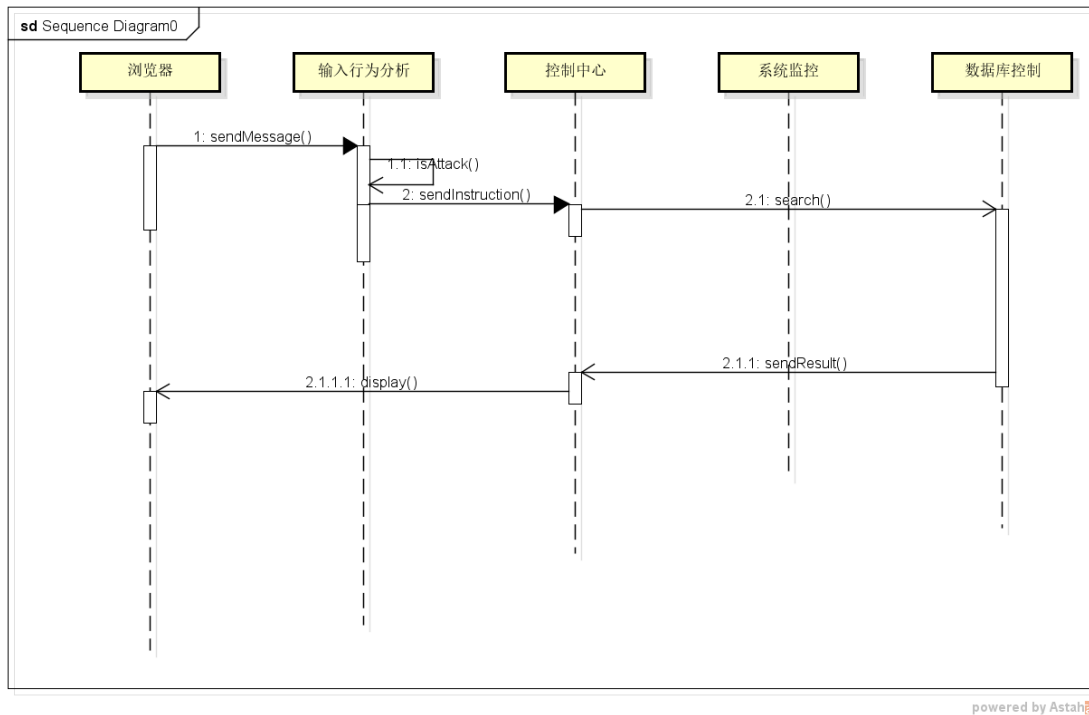 sd Sequence Diagram0
浏览器
输入行为分析
控制中心
系统监控
数据库控制
1: sendMessage()
1.1: isAttack()
2: sendInstruction()
2.1: search()
2.1.1: sendResult()
2.1.1.1: display()
powered by Astah